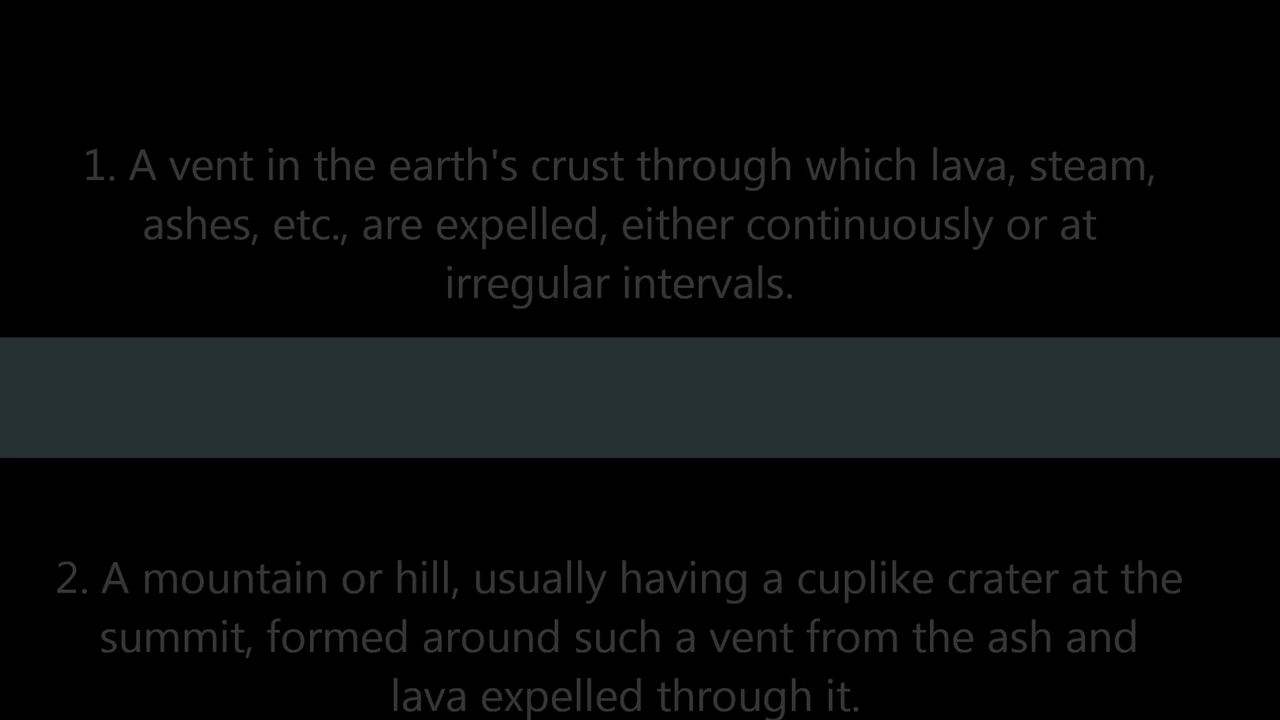 1. A vent in the earth's crust through which lava, steam,
ashes, etc., are expelled, either continuously or at
irregular intervals.
2. A mountain or hill, usually having a cuplike crater at the
summit, formed around such a vent from the ash and
lava expelled through it.